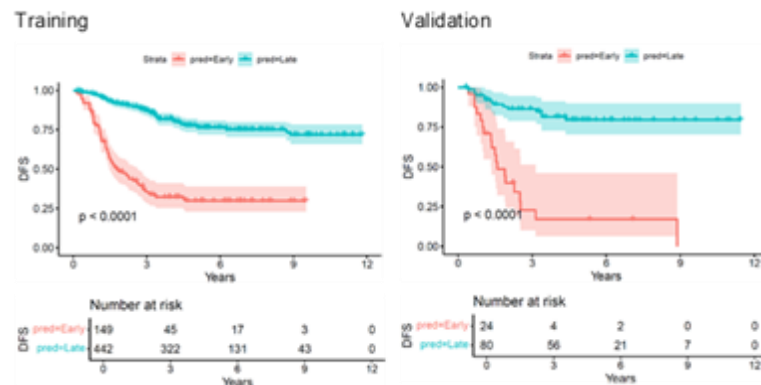 Training
Strata pred=Early pred=Late
1.00
0.75
0.50
0.25
0.00
DFS
p < 0.0001
0 3 6 9 12
Years
Number at risk
DFS
pred=Early 149 45 17 3 0
pred=Late 442 322 131 43 0
0 3 6 9 12
Years
Validation
Strata pred=Early pred=Late
1.00
0.75
0.50
0.25
0.00
DFS
p < 0.0001
0 3 6 9 12
Years
Number at risk
DFS
pred=Early 24 4 2 0 0
pred=Late 80 56 21 7 0
0 3 6 9 12
Years